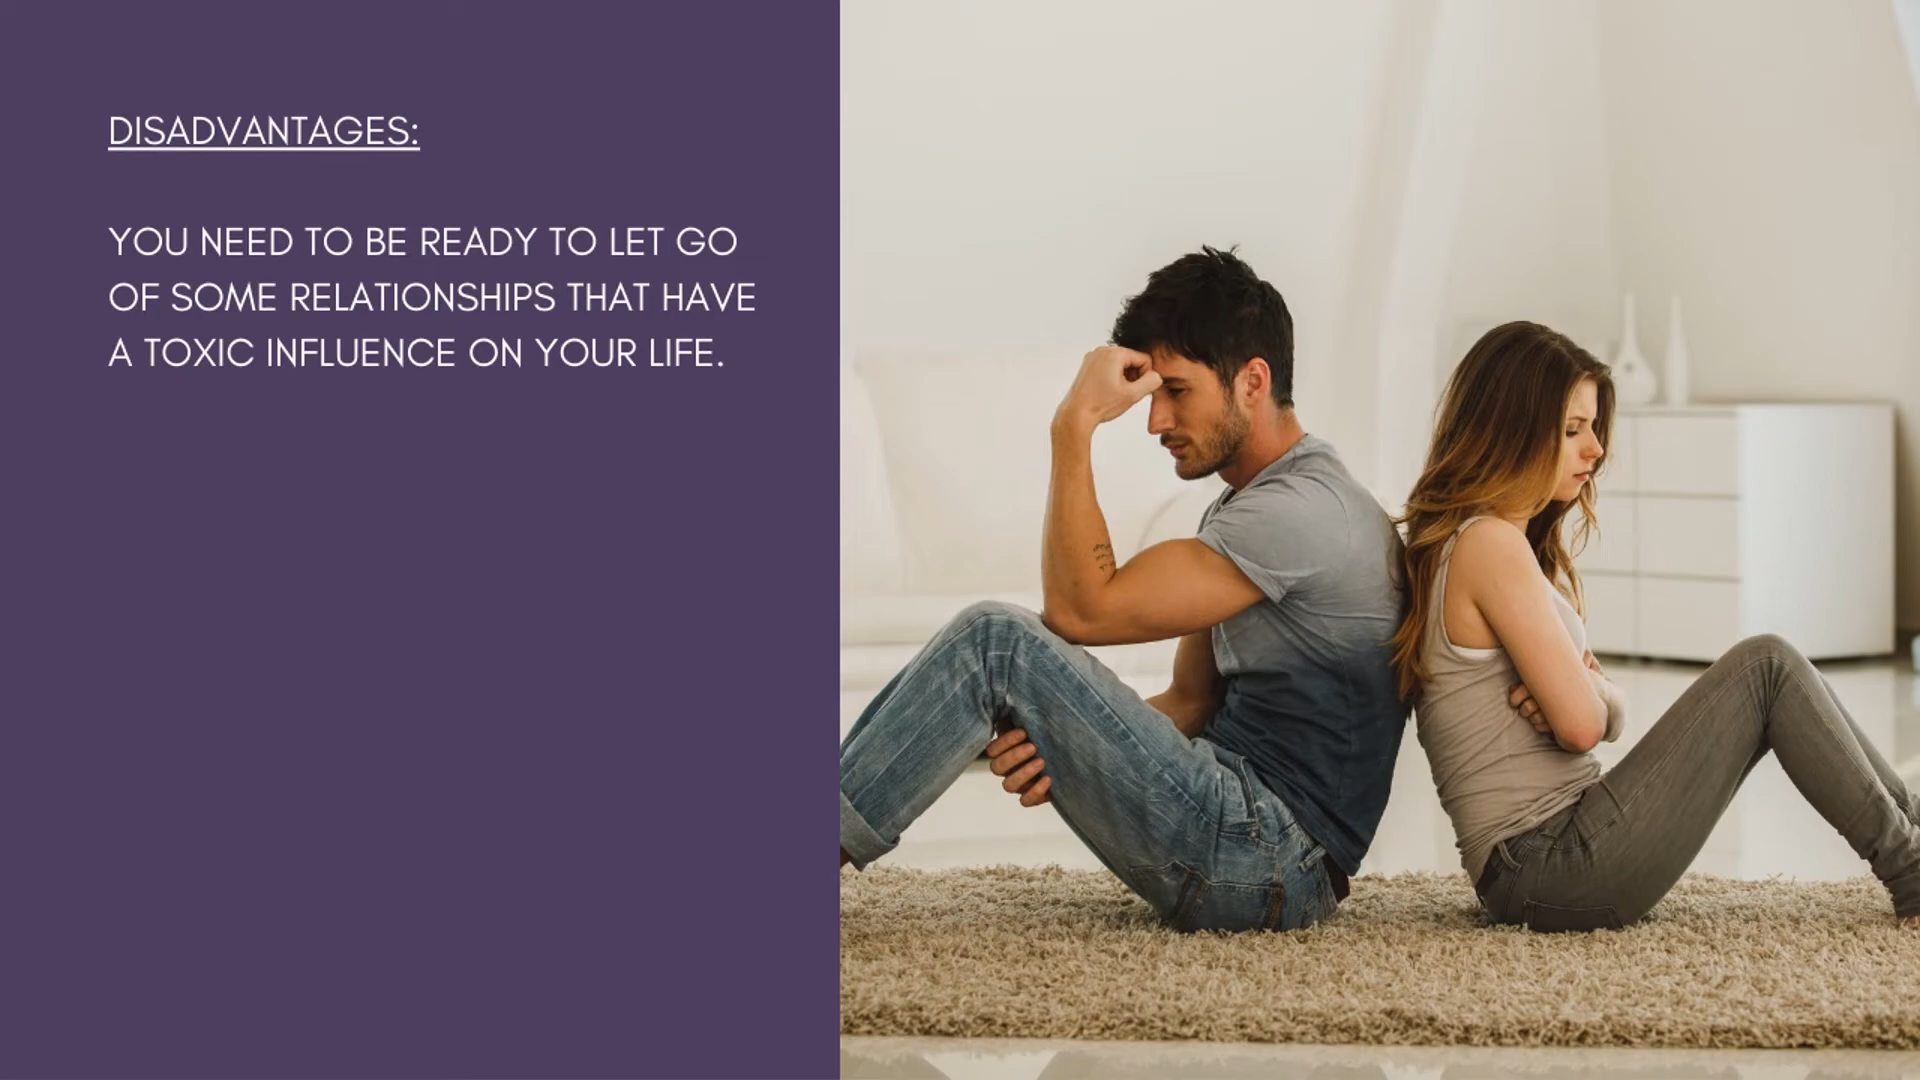 DISADVANTAGES:
YOU NEED TO BE READY TO LET GO
OF SOME RELATIONSHIPS THAT HAVE
A TOXIC INFLUENCE ON YOUR LIFE.